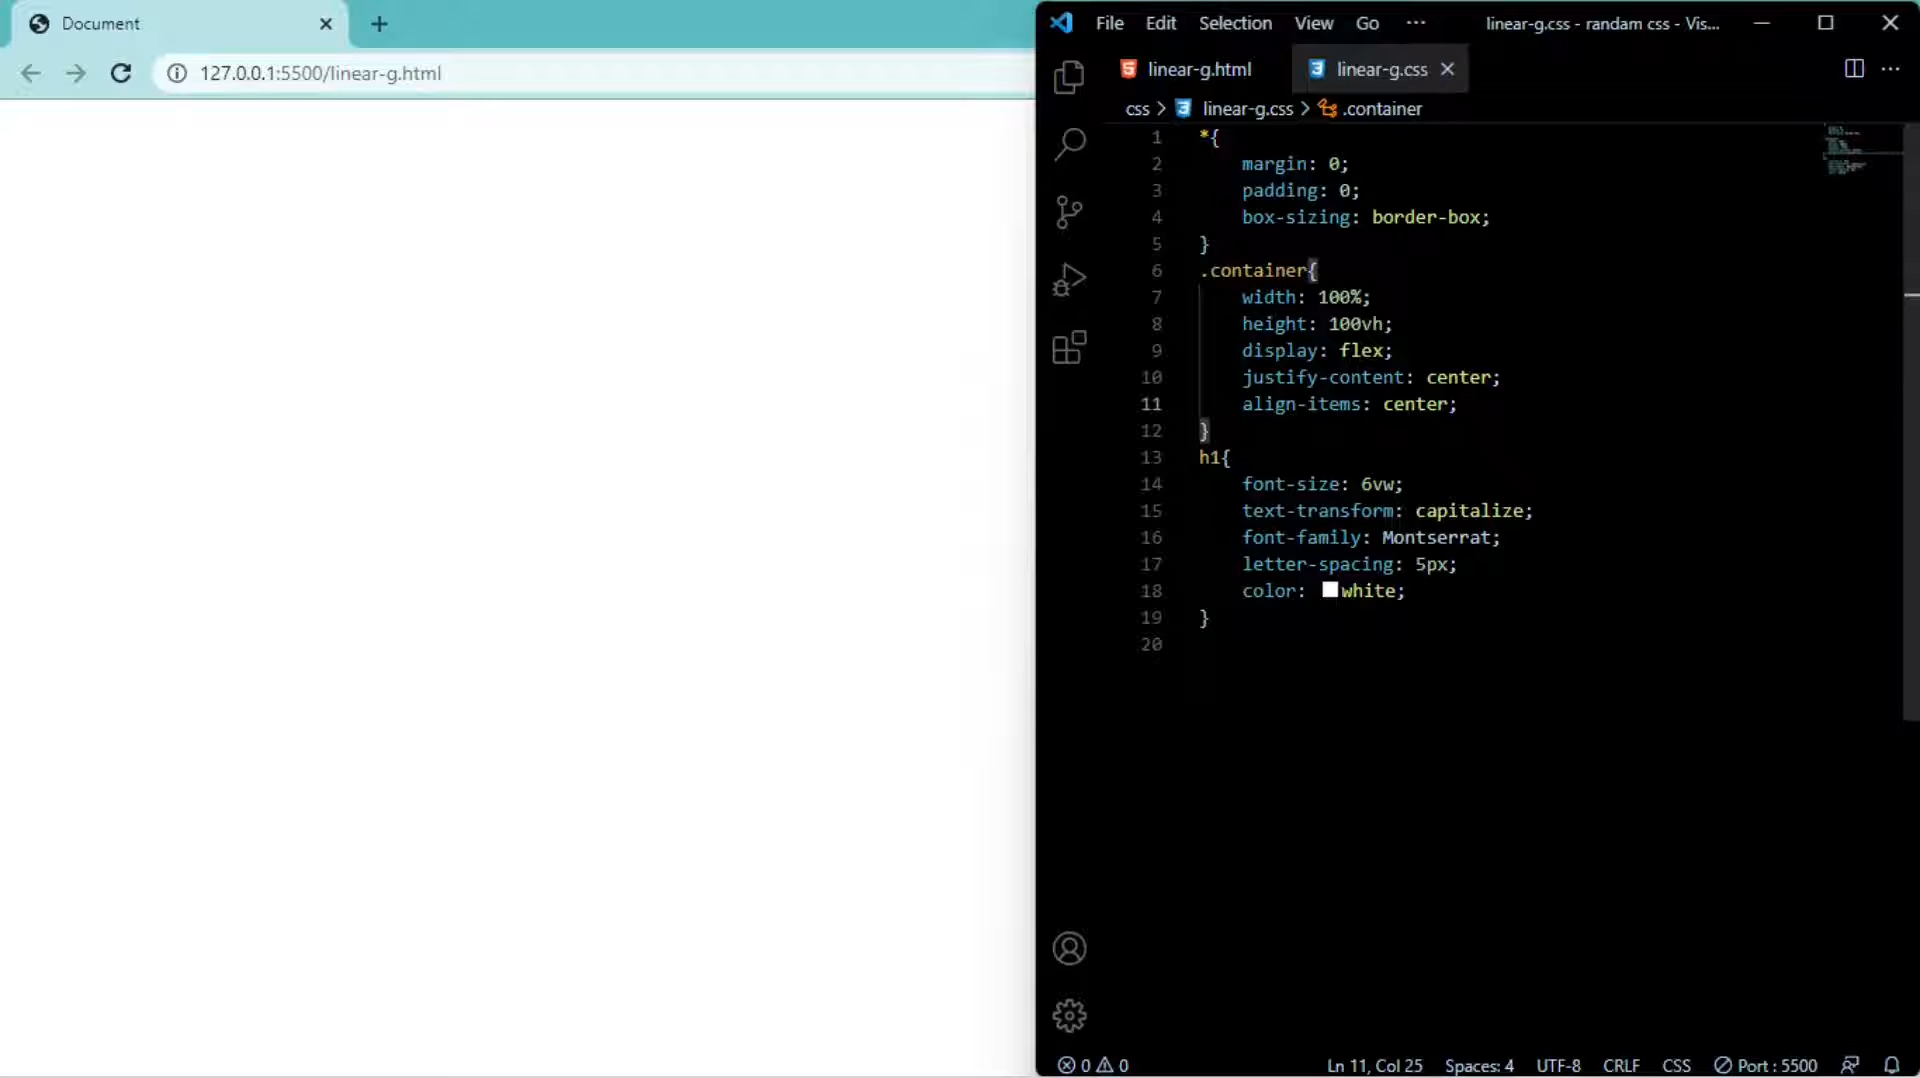 Document
127.0.0.1:5500/linear-g.html
File Edit Selection View Go ··· linear-g.css - randam css - Vis...
linear-g.html linear-g.css
css > linear-g.css > .container
1 *{
2 margin: 0;
3 padding: 0;
4 box-sizing: border-box;
5 }
6 .container{
7 width: 100%;
8 height: 100vh;
9 display: flex;
10 justify-content: center;
11 align-items: center;
12 }
13 h1{
14 font-size: 6vw;
15 text-transform: capitalize;
16 font-family: Montserrat;
17 letter-spacing: 5px;
18 color: white;
19 }
20
0 0 Ln 11, Col 25 Spaces: 4 UTF-8 CRLF CSS Port : 5500